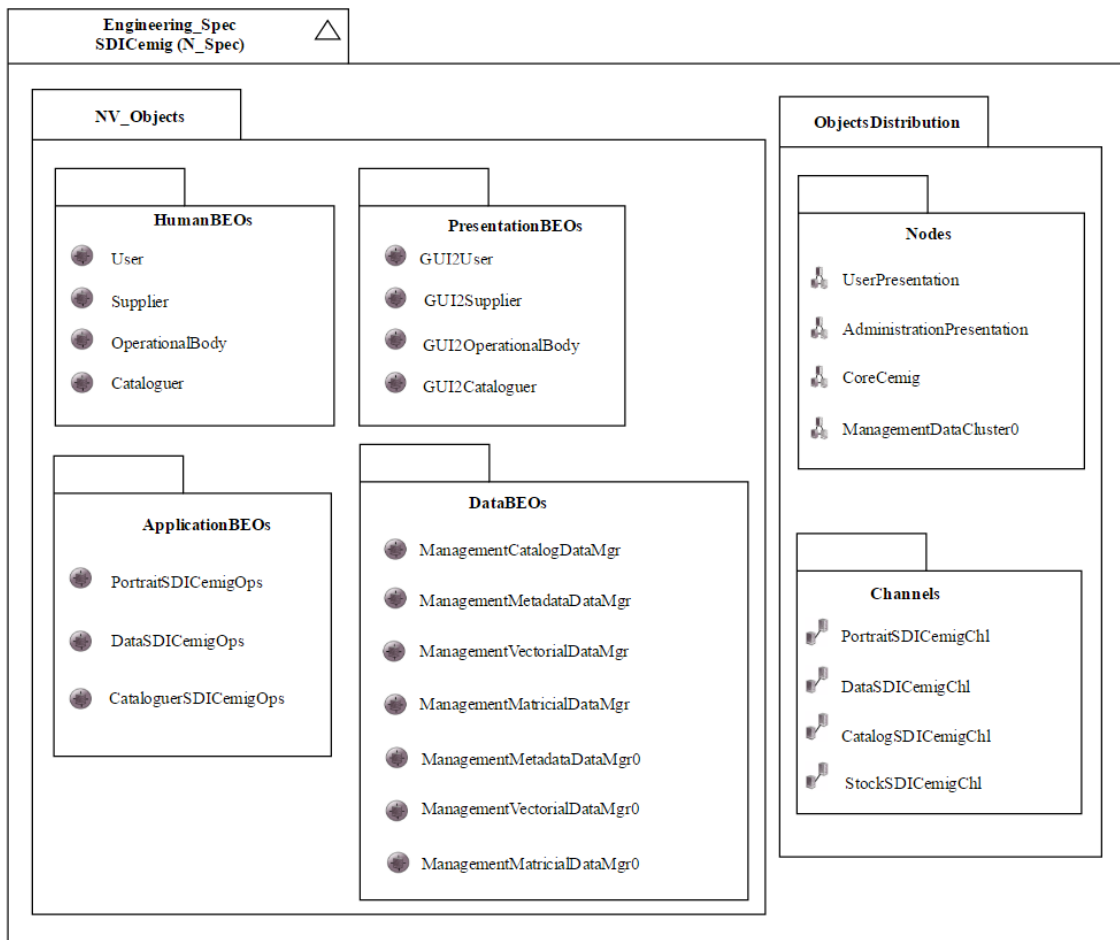 Engineering_Spec
SDICemig (N_Spec)
NV_Objects
HumanBEOs
User
Supplier
OperationalBody
Cataloguer
PresentationBEOs
GUI2User
GUI2Supplier
GUI2OperationalBody
GUI2Cataloguer
ApplicationBEOs
PortraitSDICemigOps
DataSDICemigOps
CataloguerSDICemigOps
DataBEOs
ManagementCatalogDataMgr
ManagementMetadataDataMgr
ManagementVectorialDataMgr
ManagementMatricialDataMgr
ManagementMetadataDataMgr0
ManagementVectorialDataMgr0
ManagementMatricialDataMgr0
ObjectsDistribution
Nodes
UserPresentation
AdministrationPresentation
CoreCemig
ManagementDataCluster0
Channels
PortraitSDICemigChl
DataSDICemigChl
CatalogSDICemigChl
StockSDICemigChl